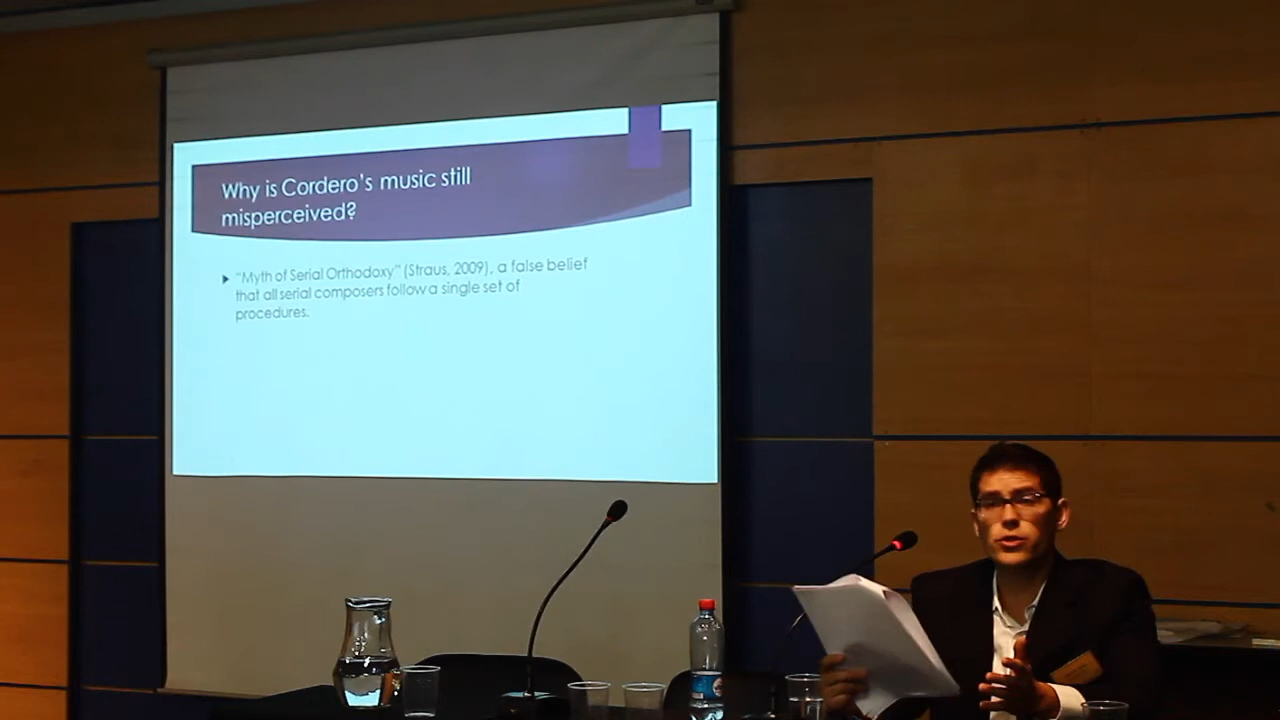 Why is Cordero's music still
misperceived?
"Myth of Serial Orthodoxy" (Straus, 2009), a false belief
that all serial composers follow a single set of
procedures.